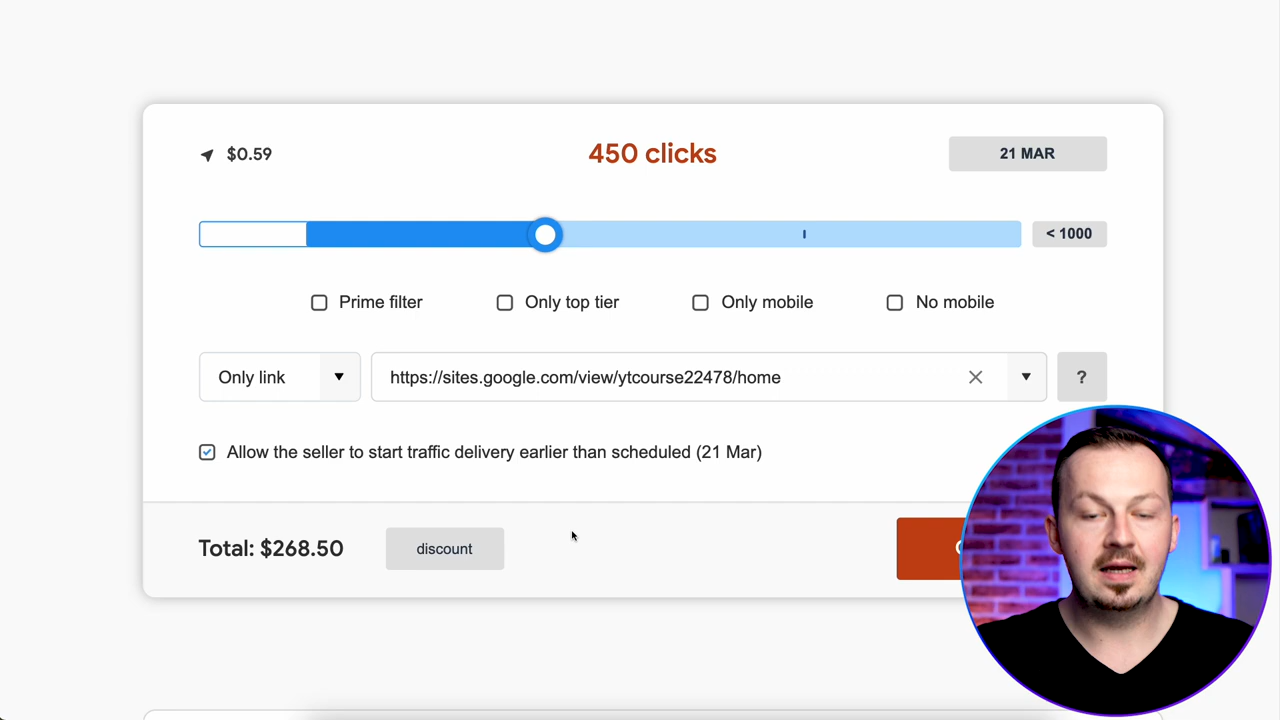 $0.59
450 clicks
21 MAR
< 1000
Prime filter
Only top tier
Only mobile
No mobile
Only link
https://sites.google.com/view/ytcourse22478/home
?
Allow the seller to start traffic delivery earlier than scheduled (21 Mar)
Total: $268.50
discount